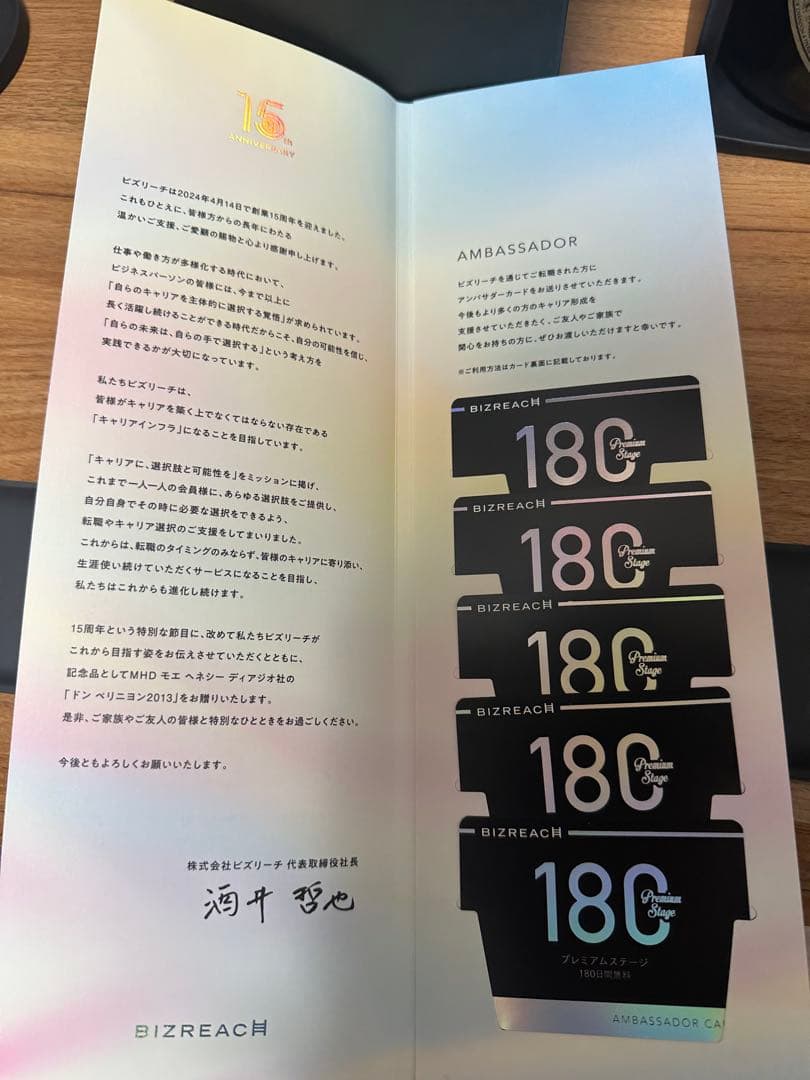 15th
ANNIVERSARY
ビズリーチは2024年4月14日で創業15周年を迎えました。
これもひとえに、皆様方からの長年にわたる
温かいご支援、ご愛顧の賜物と心より感謝申し上げます。
仕事や働き方が多様化する時代において、
ビジネスパーソンの皆様には、今まで以上に
「自らのキャリアを主体的に選択する覚悟」が求められています。
長く活躍し続けることができる時代だからこそ、自分の可能性を信じ、
「自らの未来は、自らの手で選択する」という考え方を
実践できるかが大切になっています。
私たちビズリーチは、
皆様がキャリアを築く上でなくてはならない存在である
「キャリアインフラ」になることを目指しています。
「キャリアに、選択肢と可能性を」をミッションに掲げ、
これまで一人一人の会員様に、あらゆる選択肢をご提供し、
自分自身でその時に必要な選択をできるよう、
転職やキャリア選択のご支援をしてまいりました。
これからは、転職のタイミングのみならず、皆様のキャリアに寄り添い、
生涯使い続けていただくサービスになることを目指し、
私たちはこれからも進化し続けます。
15周年という特別な節目に、改めて私たちビズリーチが
これから目指す姿をお伝えさせていただくとともに、
記念品としてMHD モエ ヘネシー ディアジオ社の
「ドン ペリニヨン2013」をお贈りいたします。
是非、ご家族やご友人の皆様と特別なひとときをお過ごしください。
今後ともよろしくお願いいたします。
株式会社ビズリーチ 代表取締役社長
酒井 哲也
BIZREACH
AMBASSADOR
ビズリーチを通じてご転職された方に
アンバサダーカードをお送りさせていただきます。
今後もより多くの方のキャリア形成を
支援させていただきたく、ご友人やご家族で
関心をお持ちの方に、ぜひお渡しいただけますと幸いです。
※ご利用方法はカード裏面に記載しております。
BIZREACH
180 Premium Stage
BIZREACH
180 Premium Stage
BIZREACH
180 Premium Stage
BIZREACH
180 Premium Stage
BIZREACH
180 Premium Stage
プレミアムステージ
180日間無料
AMBASSADOR CA